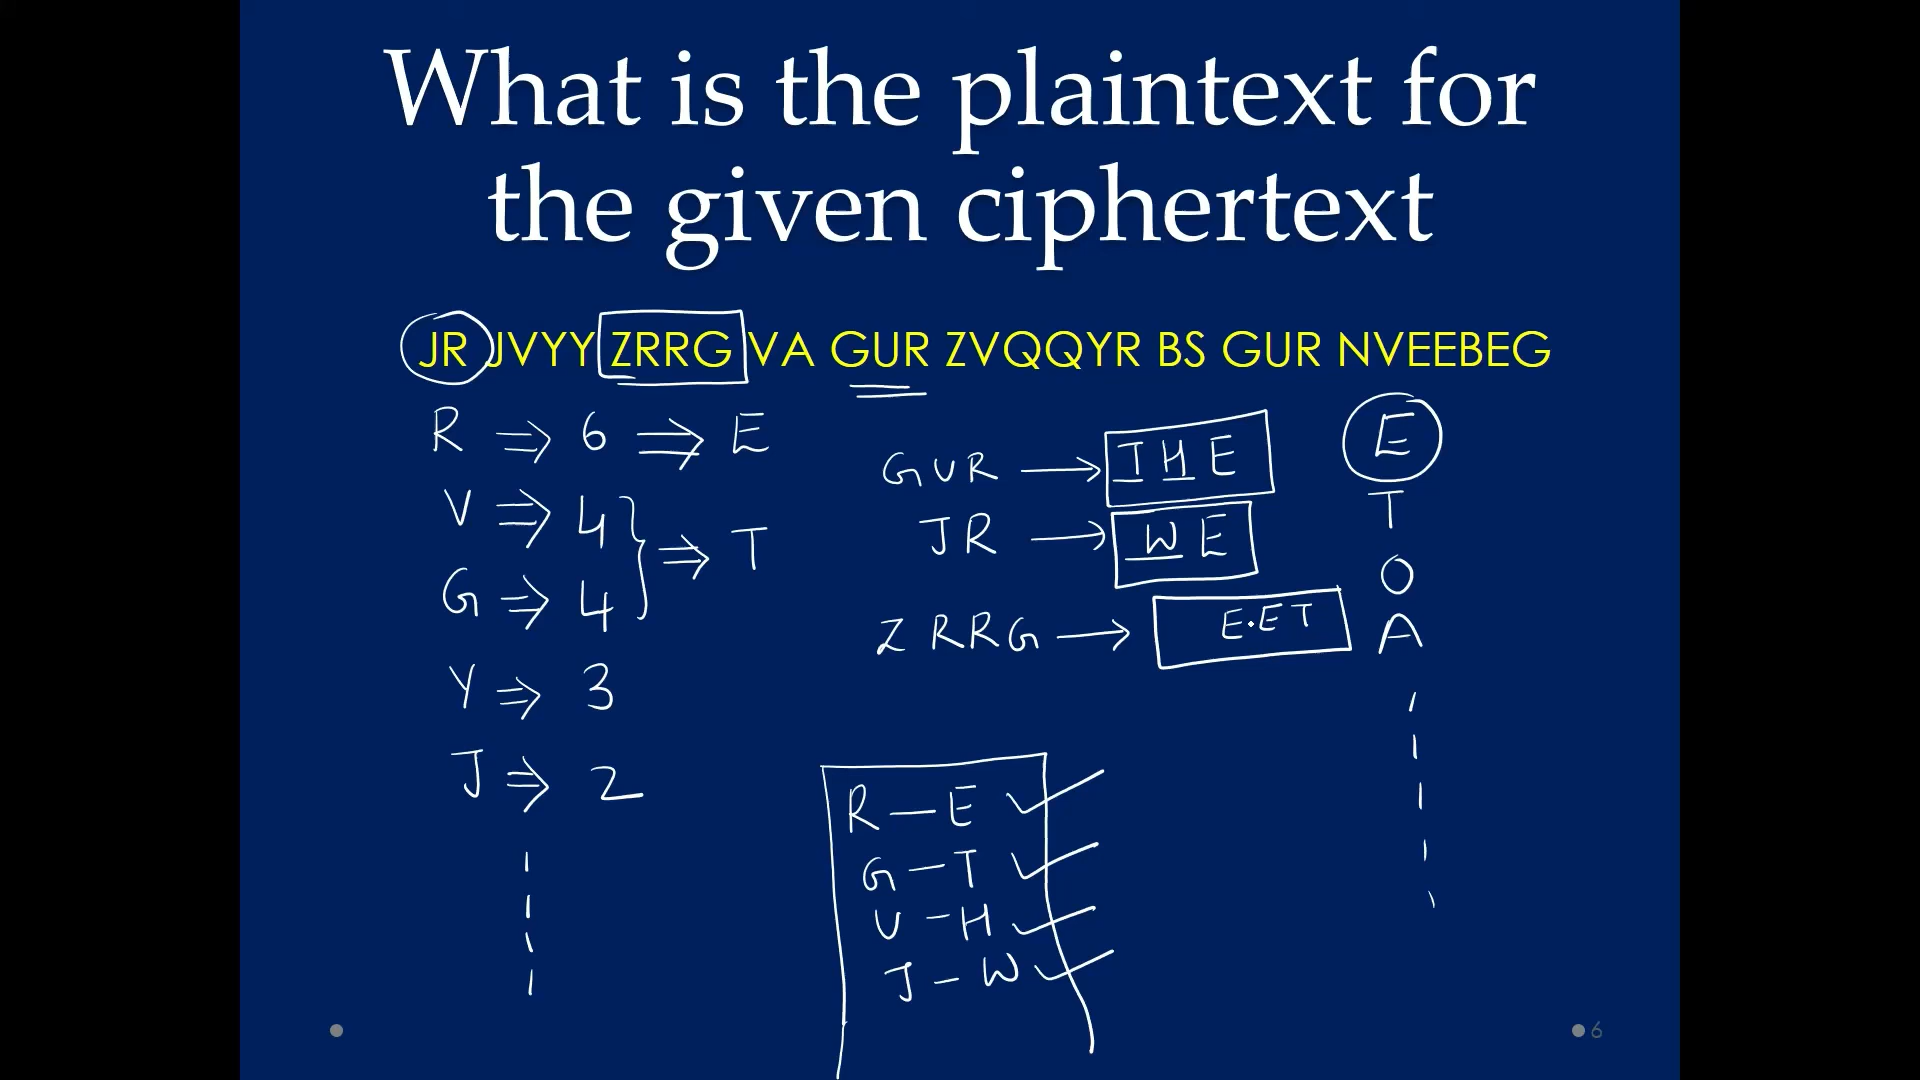 What is the plaintext for
the given ciphertext
JR JVYY ZRRG VA GUR ZVQQYR BS GUR NVEEBEG
R ⇒ 6 ⇒ E
V ⇒ 4
G ⇒ 4
⇒ T
Y ⇒ 3
J ⇒ 2
GUR → THE
JR → WE
ZRRG → E·ET
E
T
O
A
R — E ✓
G — T ✓
U — H ✓
J — W ✓
6